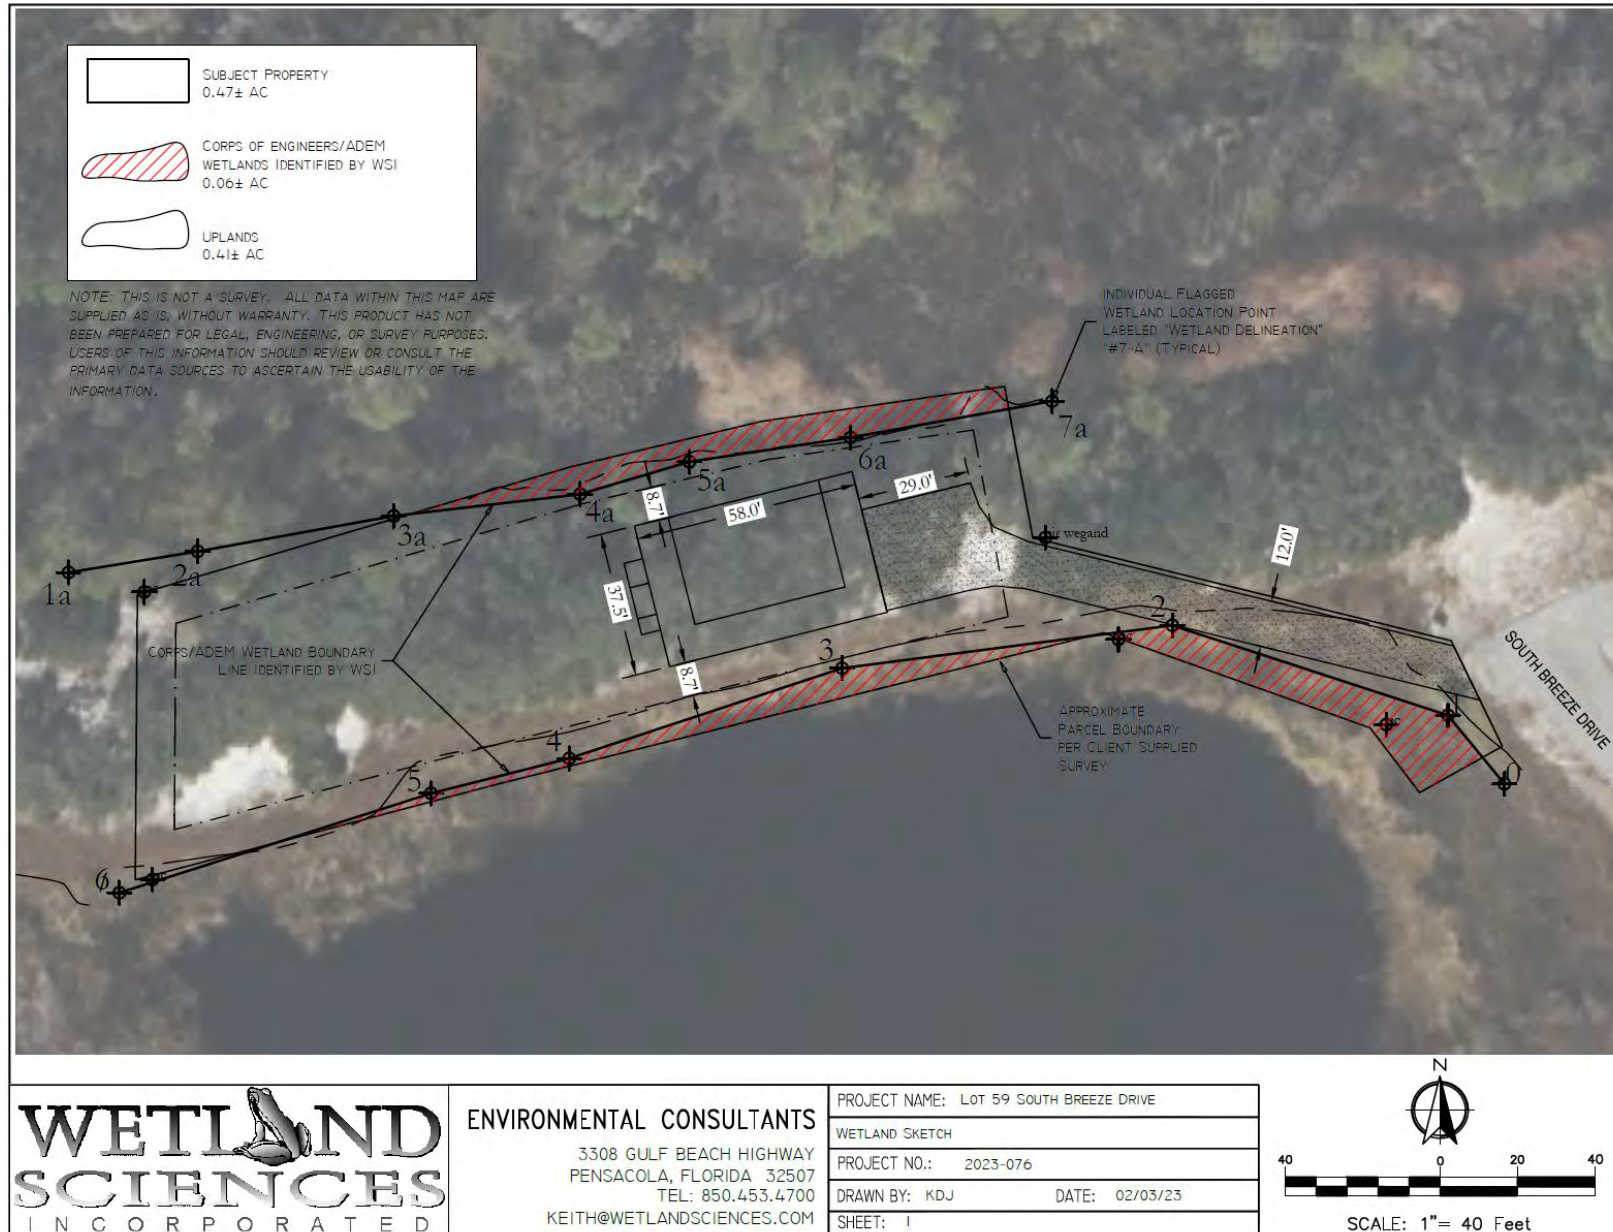 SUBJECT PROPERTY
0.47± AC
CORPS OF ENGINEERS/ADEM
WETLANDS IDENTIFIED BY WSI
0.06± AC
UPLANDS
0.41± AC
NOTE: THIS IS NOT A SURVEY. ALL DATA WITHIN THIS MAP ARE
SUPPLIED AS IS, WITHOUT WARRANTY. THIS PRODUCT HAS NOT
BEEN PREPARED FOR LEGAL, ENGINEERING, OR SURVEY PURPOSES.
USERS OF THIS INFORMATION SHOULD REVIEW OR CONSULT THE
PRIMARY DATA SOURCES TO ASCERTAIN THE USABILITY OF THE
INFORMATION.
INDIVIDUAL FLAGGED
WETLAND LOCATION POINT
LABELED "WETLAND DELINEATION"
"#7-A" (TYPICAL)
7a
6a
5a
4a
3a
2a
1a
8.7'
58.0'
29.0'
37.5'
8.7'
12.0'
wegand
CORPS/ADEM WETLAND BOUNDARY
LINE IDENTIFIED BY WSI
2
3
4
5
0
APPROXIMATE
PARCEL BOUNDARY
PER CLIENT SUPPLIED
SURVEY
SOUTH BREEZE DRIVE
WETLAND
SCIENCES
INCORPORATED
ENVIRONMENTAL CONSULTANTS
3308 GULF BEACH HIGHWAY
PENSACOLA, FLORIDA 32507
TEL: 850.453.4700
KEITH@WETLANDSCIENCES.COM
PROJECT NAME: LOT 59 SOUTH BREEZE DRIVE
WETLAND SKETCH
PROJECT NO.: 2023-076
DRAWN BY: KDJ DATE: 02/03/23
SHEET: 1
N
40 0 20 40
SCALE: 1"= 40 Feet